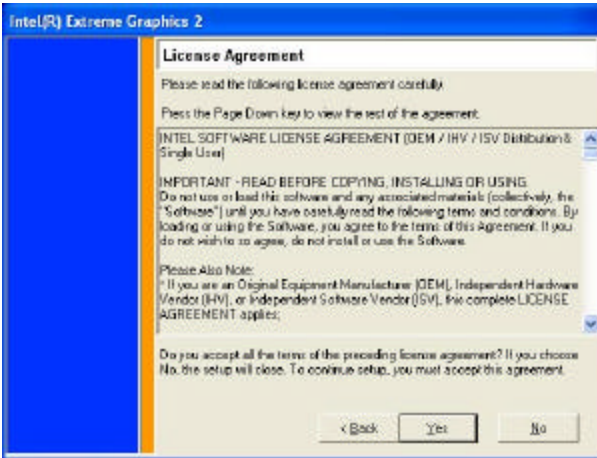 Intel(R) Extreme Graphics 2
License Agreement
Please read the following license agreement carefully.
Press the Page Down key to view the rest of the agreement.
INTEL SOFTWARE LICENSE AGREEMENT (OEM / IHV / ISV Distribution &
Single User)
IMPORTANT - READ BEFORE COPYING, INSTALLING OR USING.
Do not use or load this software and any associated materials (collectively, the
"Software") until you have carefully read the following terms and conditions. By
loading or using the Software, you agree to the terms of this Agreement. If you
do not wish to so agree, do not install or use the Software.
Please Also Note:
* If you are an Original Equipment Manufacturer (OEM), Independent Hardware
Vendor (IHV), or Independent Software Vendor (ISV), this complete LICENSE
AGREEMENT applies;
Do you accept all the terms of the preceding license agreement? If you choose
No, the setup will close. To continue setup, you must accept this agreement.
< Back Yes No